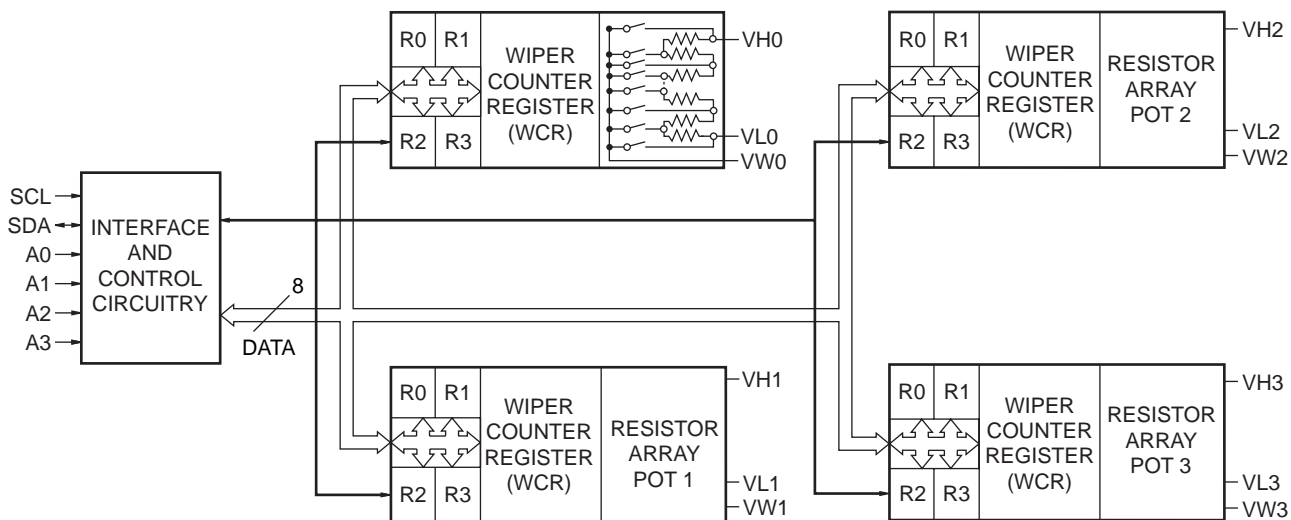 R0 R1
R2 R3
WIPER
COUNTER
REGISTER
(WCR)
VH0
VL0
VW0
R0 R1
R2 R3
WIPER
COUNTER
REGISTER
(WCR)
RESISTOR
ARRAY
POT 2
VH2
VL2
VW2
SCL
SDA
A0
A1
A2
A3
INTERFACE
AND
CONTROL
CIRCUITRY
8
DATA
R0 R1
R2 R3
WIPER
COUNTER
REGISTER
(WCR)
RESISTOR
ARRAY
POT 1
VH1
VL1
VW1
R0 R1
R2 R3
WIPER
COUNTER
REGISTER
(WCR)
RESISTOR
ARRAY
POT 3
VH3
VL3
VW3